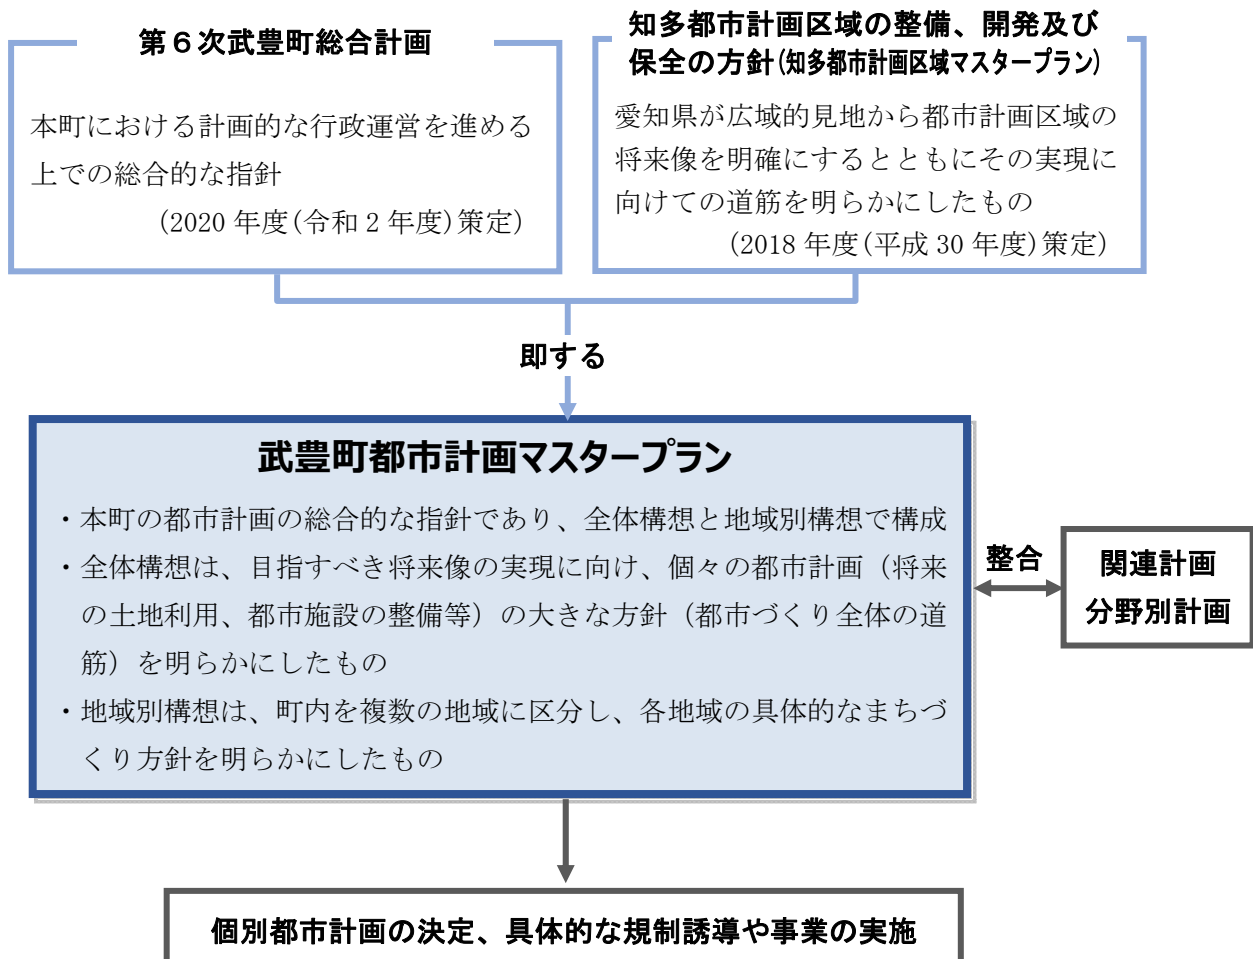 第６次武豊町総合計画
本町における計画的な行政運営を進める
上での総合的な指針
(2020 年度(令和２年度)策定)
知多都市計画区域の整備、開発及び
保全の方針(知多都市計画区域マスタープラン)
愛知県が広域的見地から都市計画区域の
将来像を明確にするとともにその実現に
向けての道筋を明らかにしたもの
(2018 年度(平成 30 年度)策定)
即する
武豊町都市計画マスタープラン
・本町の都市計画の総合的な指針であり、全体構想と地域別構想で構成
・全体構想は、目指すべき将来像の実現に向け、個々の都市計画（将来
の土地利用、都市施設の整備等）の大きな方針（都市づくり全体の道
筋）を明らかにしたもの
・地域別構想は、町内を複数の地域に区分し、各地域の具体的なまちづ
くり方針を明らかにしたもの
整合
関連計画
分野別計画
個別都市計画の決定、具体的な規制誘導や事業の実施